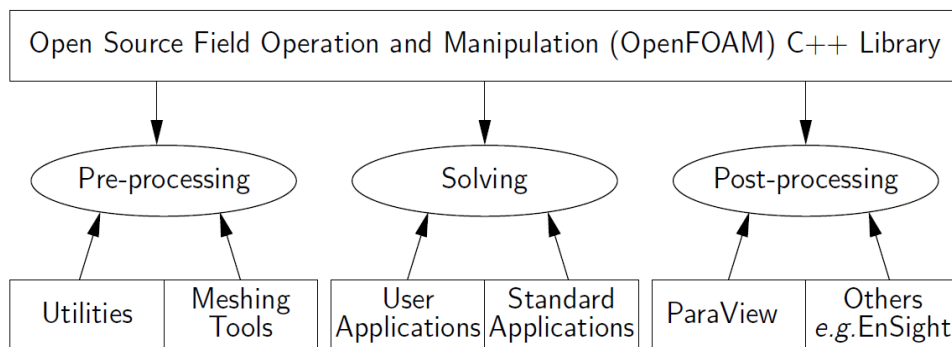 Open Source Field Operation and Manipulation (OpenFOAM) C++ Library
Pre-processing
Solving
Post-processing
Utilities
Meshing
Tools
User
Applications
Standard
Applications
ParaView
Others
e.g.EnSight